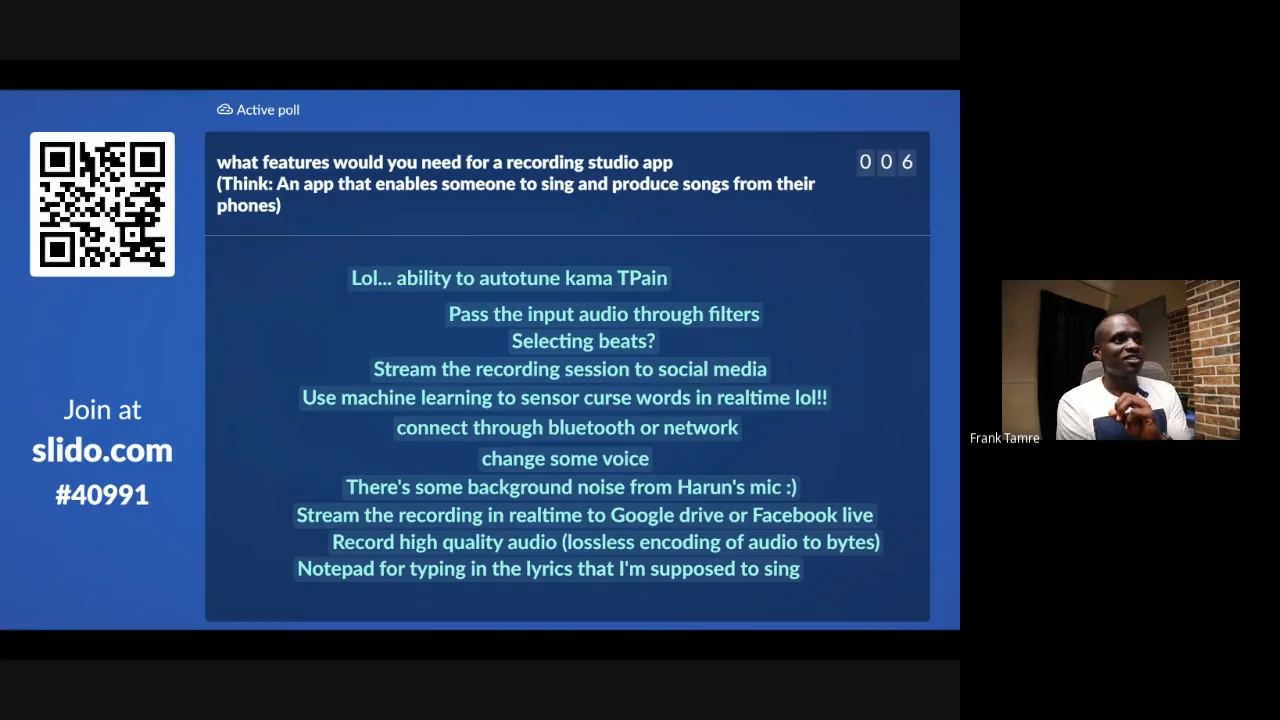 Active poll
what features would you need for a recording studio app
(Think: An app that enables someone to sing and produce songs from their
phones)
0 0 6
Lol... ability to autotune kama TPain
Pass the input audio through filters
Selecting beats?
Stream the recording session to social media
Use machine learning to sensor curse words in realtime lol!!
connect through bluetooth or network
change some voice
There's some background noise from Harun's mic :)
Stream the recording in realtime to Google drive or Facebook live
Record high quality audio (lossless encoding of audio to bytes)
Notepad for typing in the lyrics that I'm supposed to sing
Join at
slido.com
#40991
Frank Tamre